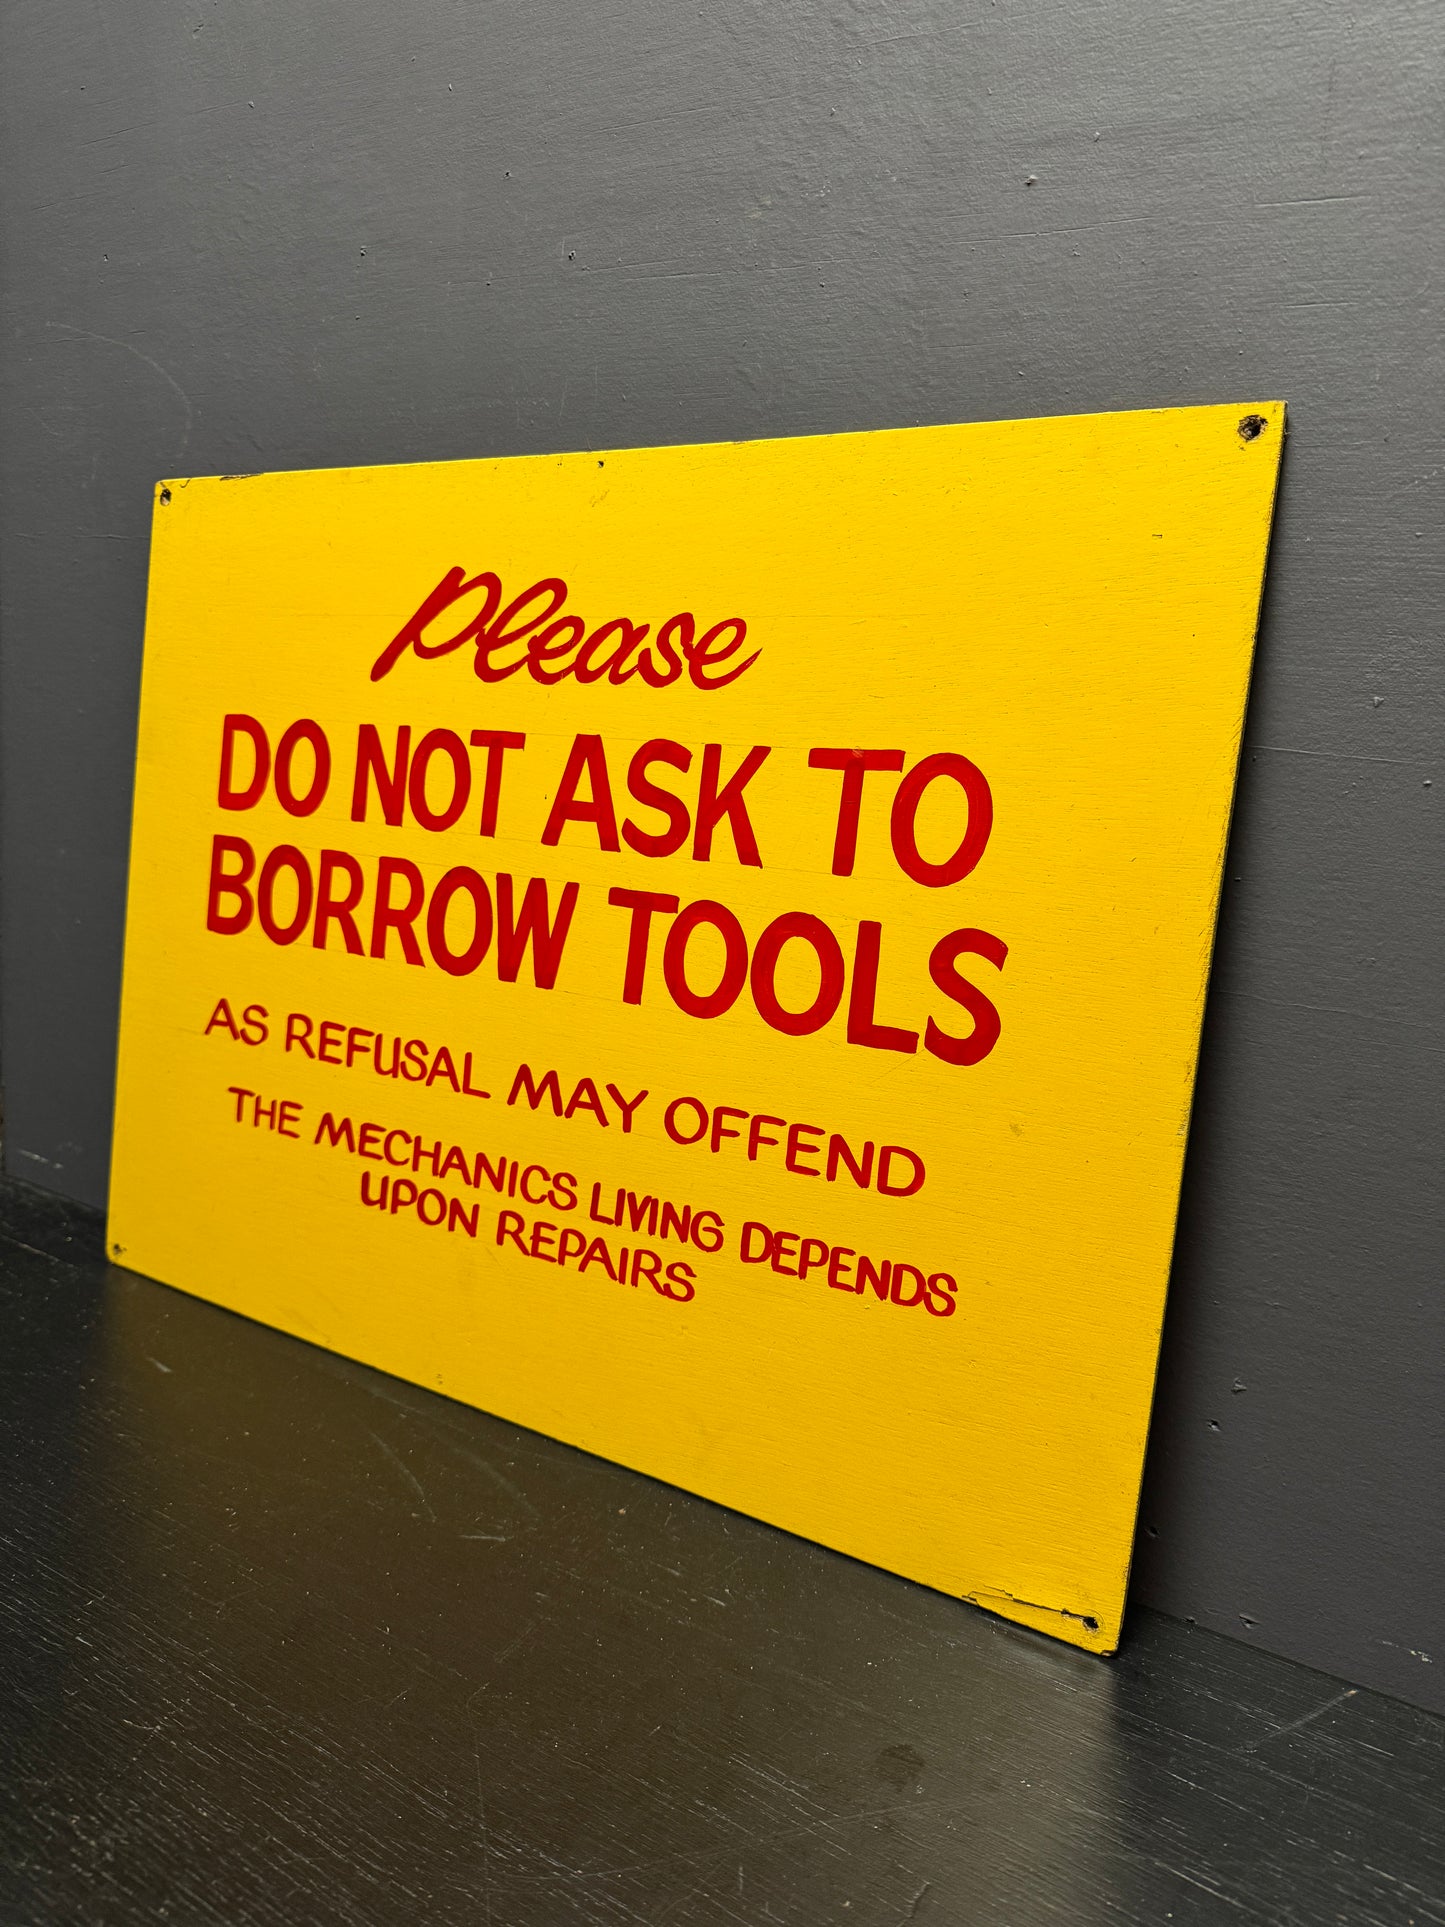 Please
DO NOT ASK TO
BORROW TOOLS
AS REFUSAL MAY OFFEND
THE MECHANICS LIVING DEPENDS
UPON REPAIRS